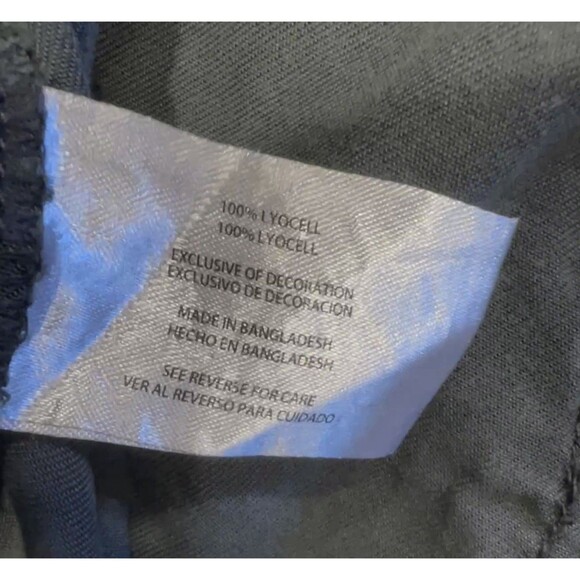 100% LYOCELL
100% LYOCELL
EXCLUSIVE OF DECORATION
EXCLUSIVO DE DECORACION
MADE IN BANGLADESH
HECHO EN BANGLADESH
SEE REVERSE FOR CARE
VER AL REVERSO PARA CUIDADO